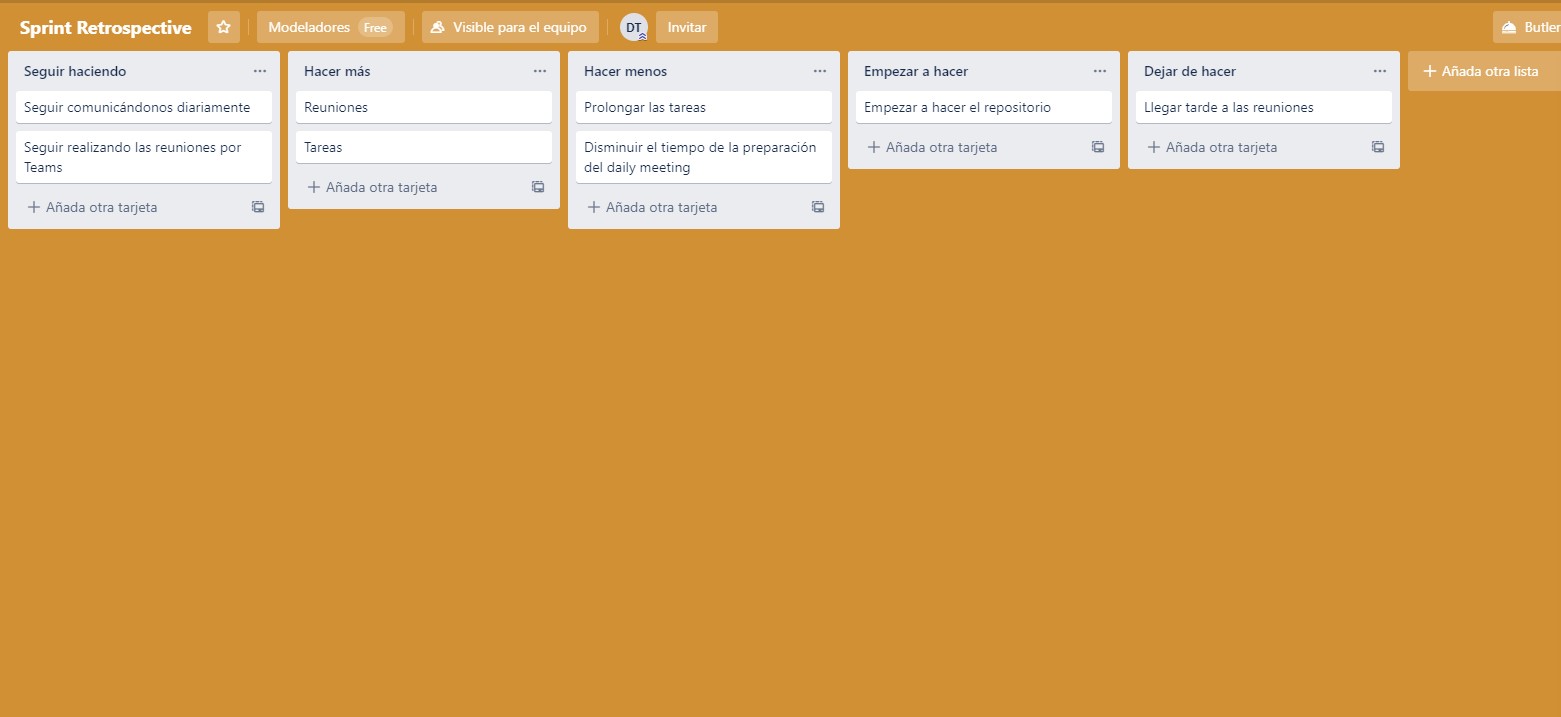 Sprint Retrospective
Modeladores Free
Visible para el equipo
DT
Invitar
Butler
Seguir haciendo
Seguir comunicándonos diariamente
Seguir realizando las reuniones por
Teams
Añada otra tarjeta
Hacer más
Reuniones
Tareas
Añada otra tarjeta
Hacer menos
Prolongar las tareas
Disminuir el tiempo de la preparación
del daily meeting
Añada otra tarjeta
Empezar a hacer
Empezar a hacer el repositorio
Añada otra tarjeta
Dejar de hacer
Llegar tarde a las reuniones
Añada otra tarjeta
Añada otra lista